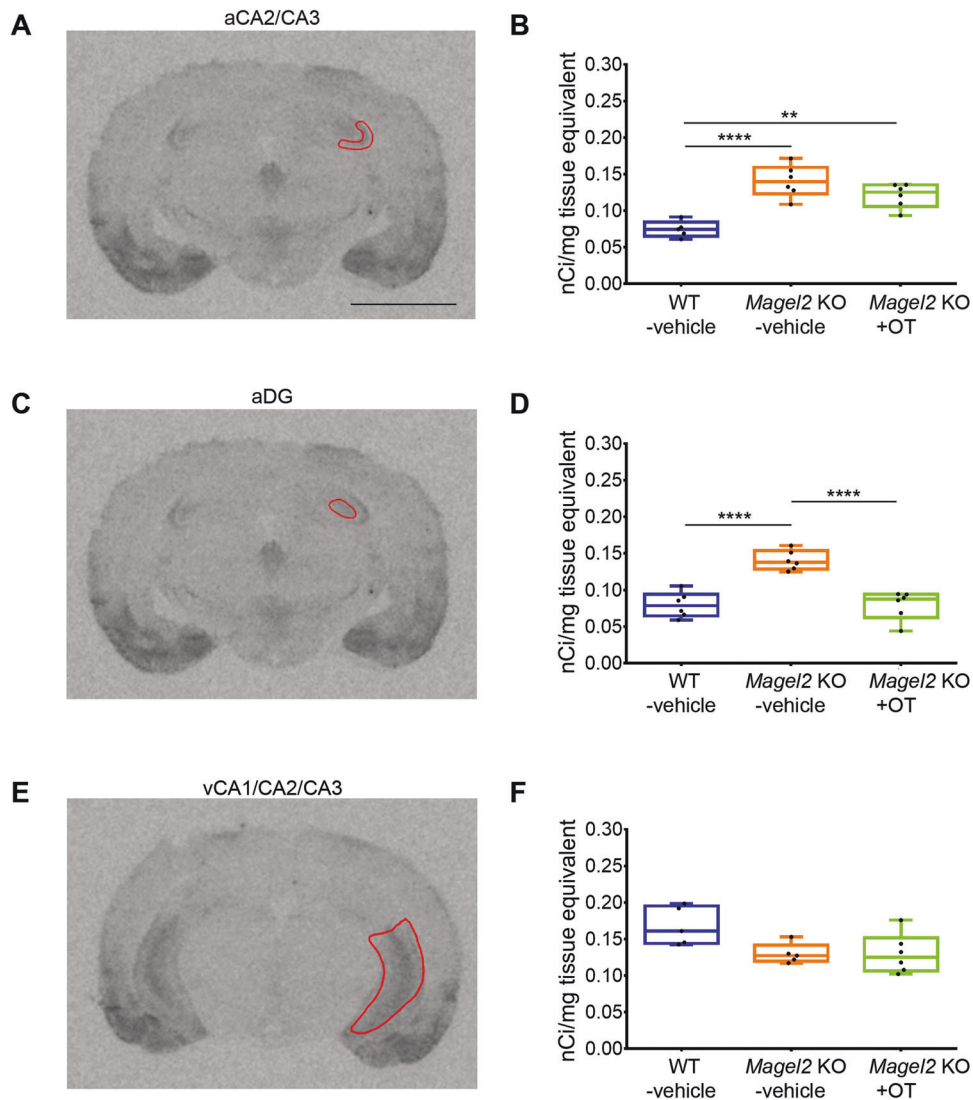 A
aCA2/CA3
B
nCi/mg tissue equivalent
0.30
0.25
0.20
0.15
0.10
0.05
0.00
**
****
WT
-vehicle
Magel2 KO
-vehicle
Magel2 KO
+OT
C
aDG
D
nCi/mg tissue equivalent
0.30
0.25
0.20
0.15
0.10
0.05
0.00
****
****
WT
-vehicle
Magel2 KO
-vehicle
Magel2 KO
+OT
E
vCA1/CA2/CA3
F
nCi/mg tissue equivalent
0.30
0.25
0.20
0.15
0.10
0.05
0.00
WT
-vehicle
Magel2 KO
-vehicle
Magel2 KO
+OT